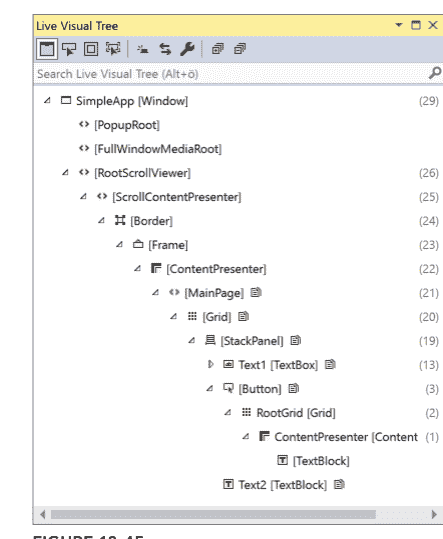 Live Visual Tree
Search Live Visual Tree (Alt+ö)
SimpleApp [Window] (29)
[PopupRoot]
[FullWindowMediaRoot]
[RootScrollViewer] (26)
[ScrollContentPresenter] (25)
[Border] (24)
[Frame] (23)
[ContentPresenter] (22)
[MainPage] (21)
[Grid] (20)
[StackPanel] (19)
Text1 [TextBox] (13)
[Button] (3)
RootGrid [Grid] (2)
ContentPresenter [Content (1)
[TextBlock]
Text2 [TextBlock]